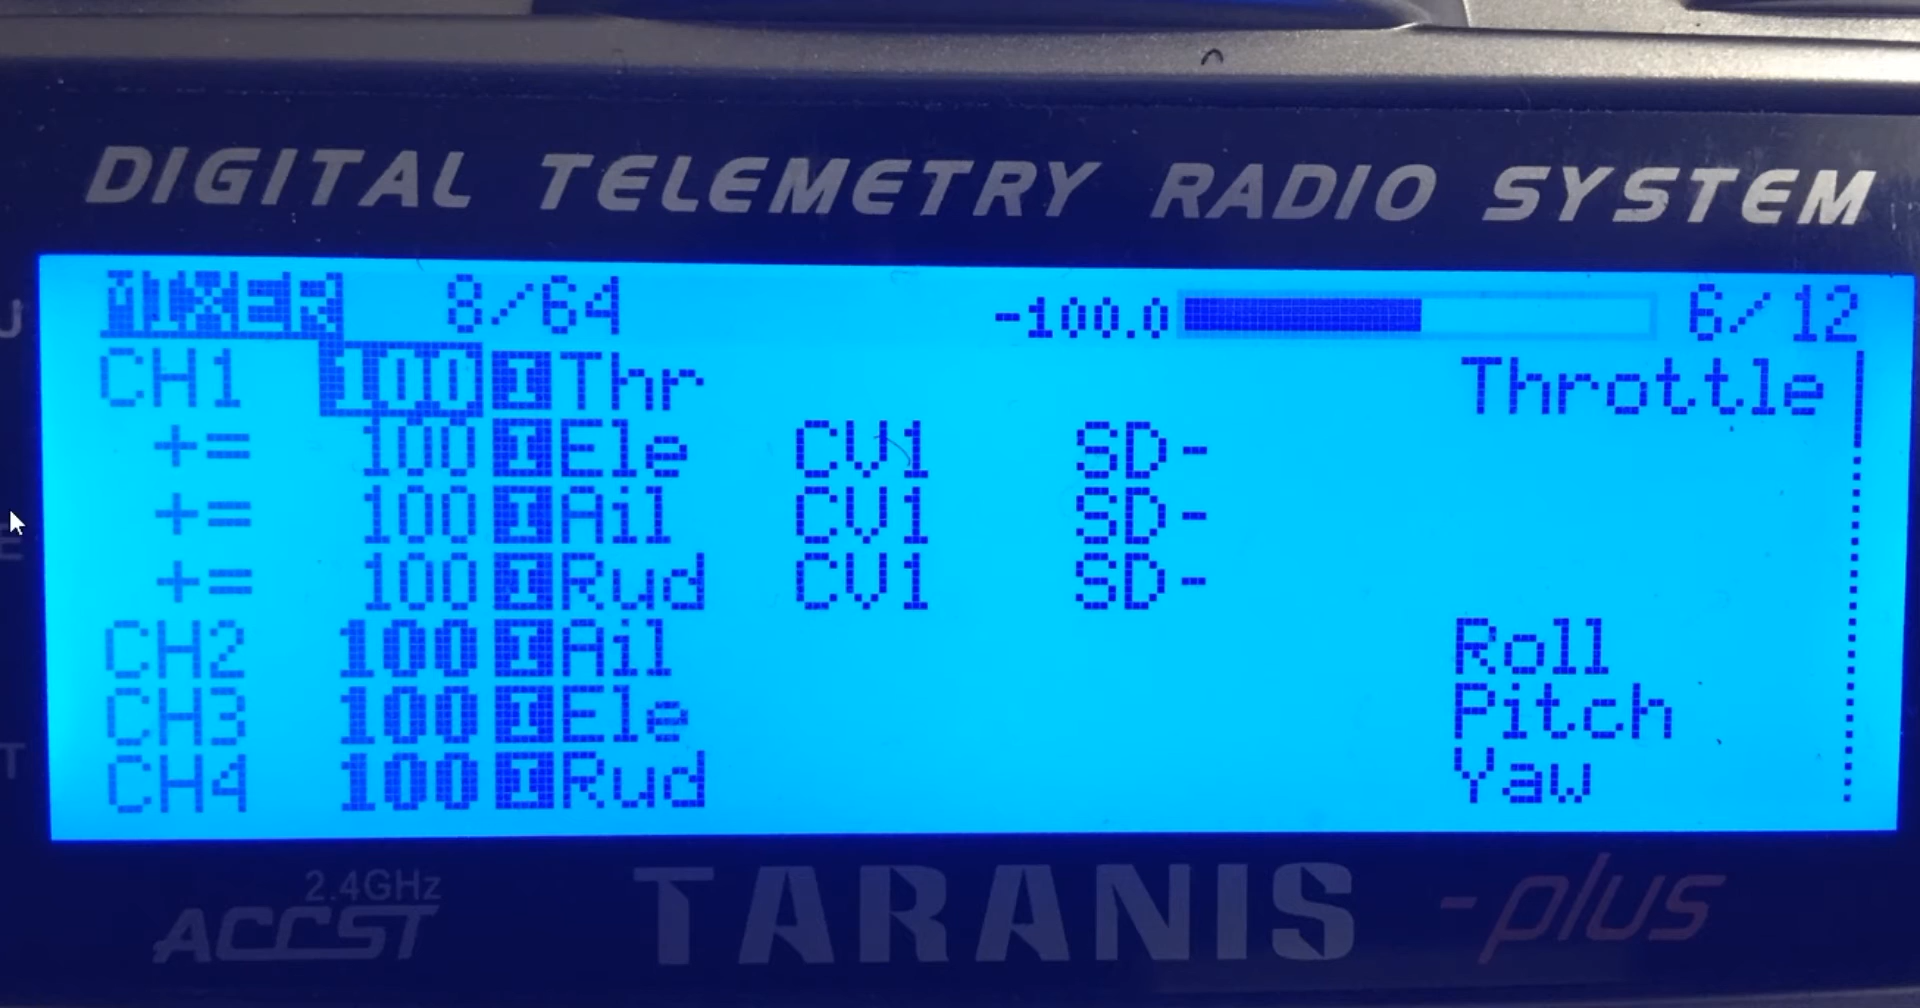 DIGITAL TELEMETRY RADIO SYSTEM
MIXER 8/64 -100.0 6/12
CH1 100 I Thr Throttle
+= 100 I Ele CV1 SD-
+= 100 I Ail CV1 SD-
+= 100 I Rud CV1 SD-
CH2 100 I Ail Roll
CH3 100 I Ele Pitch
CH4 100 I Rud Yaw
2.4GHz
ACCST TARANIS -plus